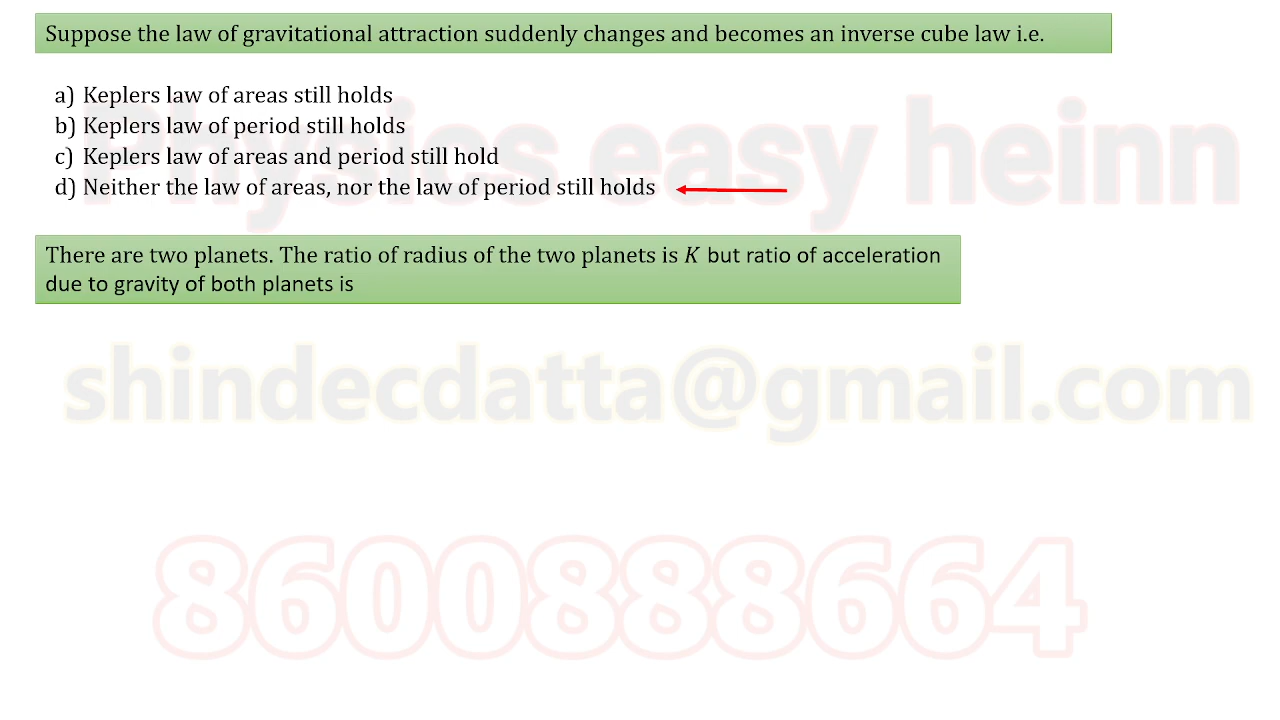 Suppose the law of gravitational attraction suddenly changes and becomes an inverse cube law i.e.
a) Keplers law of areas still holds
b) Keplers law of period still holds
c) Keplers law of areas and period still hold
d) Neither the law of areas, nor the law of period still holds
Physics easy heinn
There are two planets. The ratio of radius of the two planets is K but ratio of acceleration
due to gravity of both planets is
shindecdatta@gmail.com
8600888664